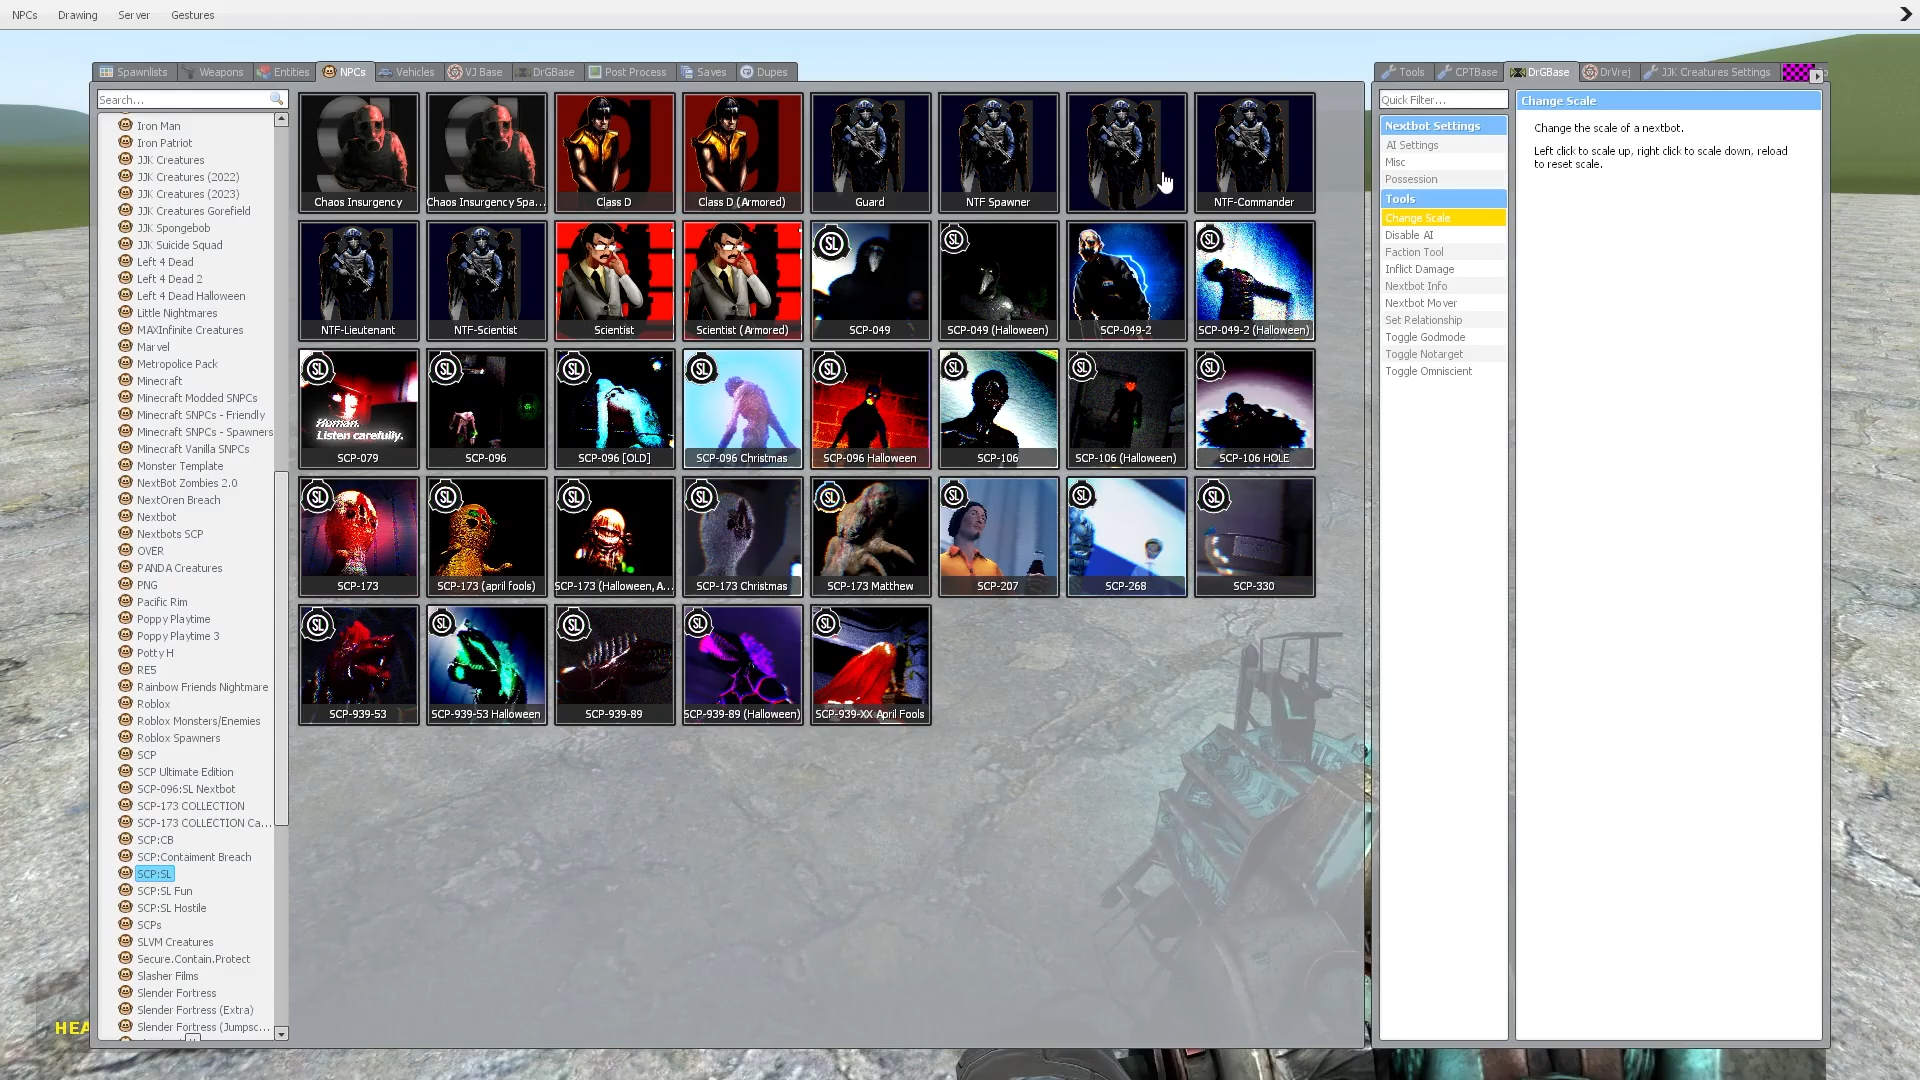 NPCs Drawing Server Gestures
Spawnlists Weapons Entities NPCs Vehicles VJ Base DrGBase Post Process Saves Dupes
Search...
Iron Man
Iron Patriot
JJK Creatures
JJK Creatures (2022)
JJK Creatures (2023)
JJK Creatures Gorefield
JJK Spongebob
JJK Suicide Squad
Left 4 Dead
Left 4 Dead 2
Left 4 Dead Halloween
Little Nightmares
MAXInfinite Creatures
Marvel
Metropolice Pack
Minecraft
Minecraft Modded SNPCs
Minecraft SNPCs - Friendly
Minecraft SNPCs - Spawners
Minecraft Vanilla SNPCs
Monster Template
NextBot Zombies 2.0
NextOren Breach
Nextbot
Nextbots SCP
OVER
PANDA Creatures
PNG
Pacific Rim
Poppy Playtime
Poppy Playtime 3
Potty H
RE5
Rainbow Friends Nightmare
Roblox
Roblox Monsters/Enemies
Roblox Spawners
SCP
SCP Ultimate Edition
SCP-096:SL Nextbot
SCP-173 COLLECTION
SCP-173 COLLECTION Ca...
SCP:CB
SCP:Contaiment Breach
SCP:SL
SCP:SL Fun
SCP:SL Hostile
SCPs
SLVM Creatures
Secure.Contain.Protect
Slasher Films
Slender Fortress
Slender Fortress (Extra)
Slender Fortress (Jumpsc...
HEA
Chaos Insurgency Chaos Insurgency Spa... Class D Class D (Armored) Guard NTF Spawner NTF-Commander
NTF-Lieutenant NTF-Scientist Scientist Scientist (Armored) SCP-049 SCP-049 (Halloween) SCP-049-2 SCP-049-2 (Halloween)
Human.
Listen carefully.
SCP-079 SCP-096 SCP-096 [OLD] SCP-096 Christmas SCP-096 Halloween SCP-106 SCP-106 (Halloween) SCP-106 HOLE
SCP-173 SCP-173 (april fools) SCP-173 (Halloween, A... SCP-173 Christmas SCP-173 Matthew SCP-207 SCP-268 SCP-330
SCP-939-53 SCP-939-53 Halloween SCP-939-89 SCP-939-89 (Halloween) SCP-939-XX April Fools
Tools CPTBase DrGBase DrVrej JJK Creatures Settings
Quick Filter...
Nextbot Settings
AI Settings
Misc
Possession
Tools
Change Scale
Disable AI
Faction Tool
Inflict Damage
Nextbot Info
Nextbot Mover
Set Relationship
Toggle Godmode
Toggle Notarget
Toggle Omniscient
Change Scale
Change the scale of a nextbot.
Left click to scale up, right click to scale down, reload
to reset scale.